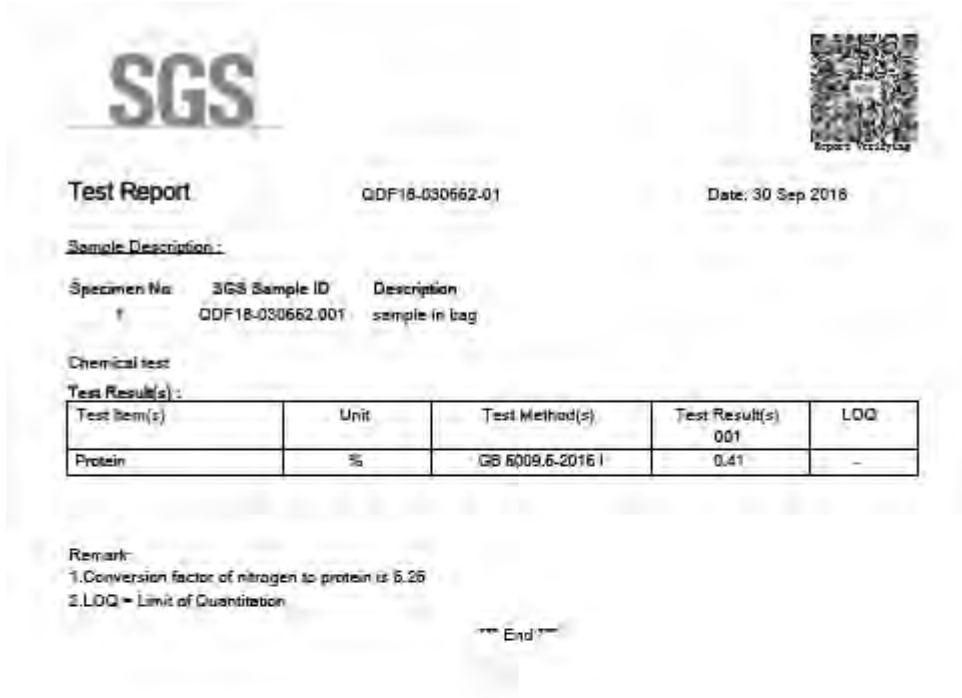 SGS
Report Verifying
Test Report QDF18-030662-01 Date: 30 Sep 2018
Sample Description :
Specimen No SGS Sample ID Description
1 QDF18-030662.001 sample in bag
Chemical test
Test Result(s) :
Test Item(s) Unit Test Method(s) Test Result(s) LOQ
001
Protein % GB 5009.5-2016 I 0.41 -
Remark
1.Conversion factor of nitrogen to protein is 6.25
2.LOQ = Limit of Quantitation
*** End ***